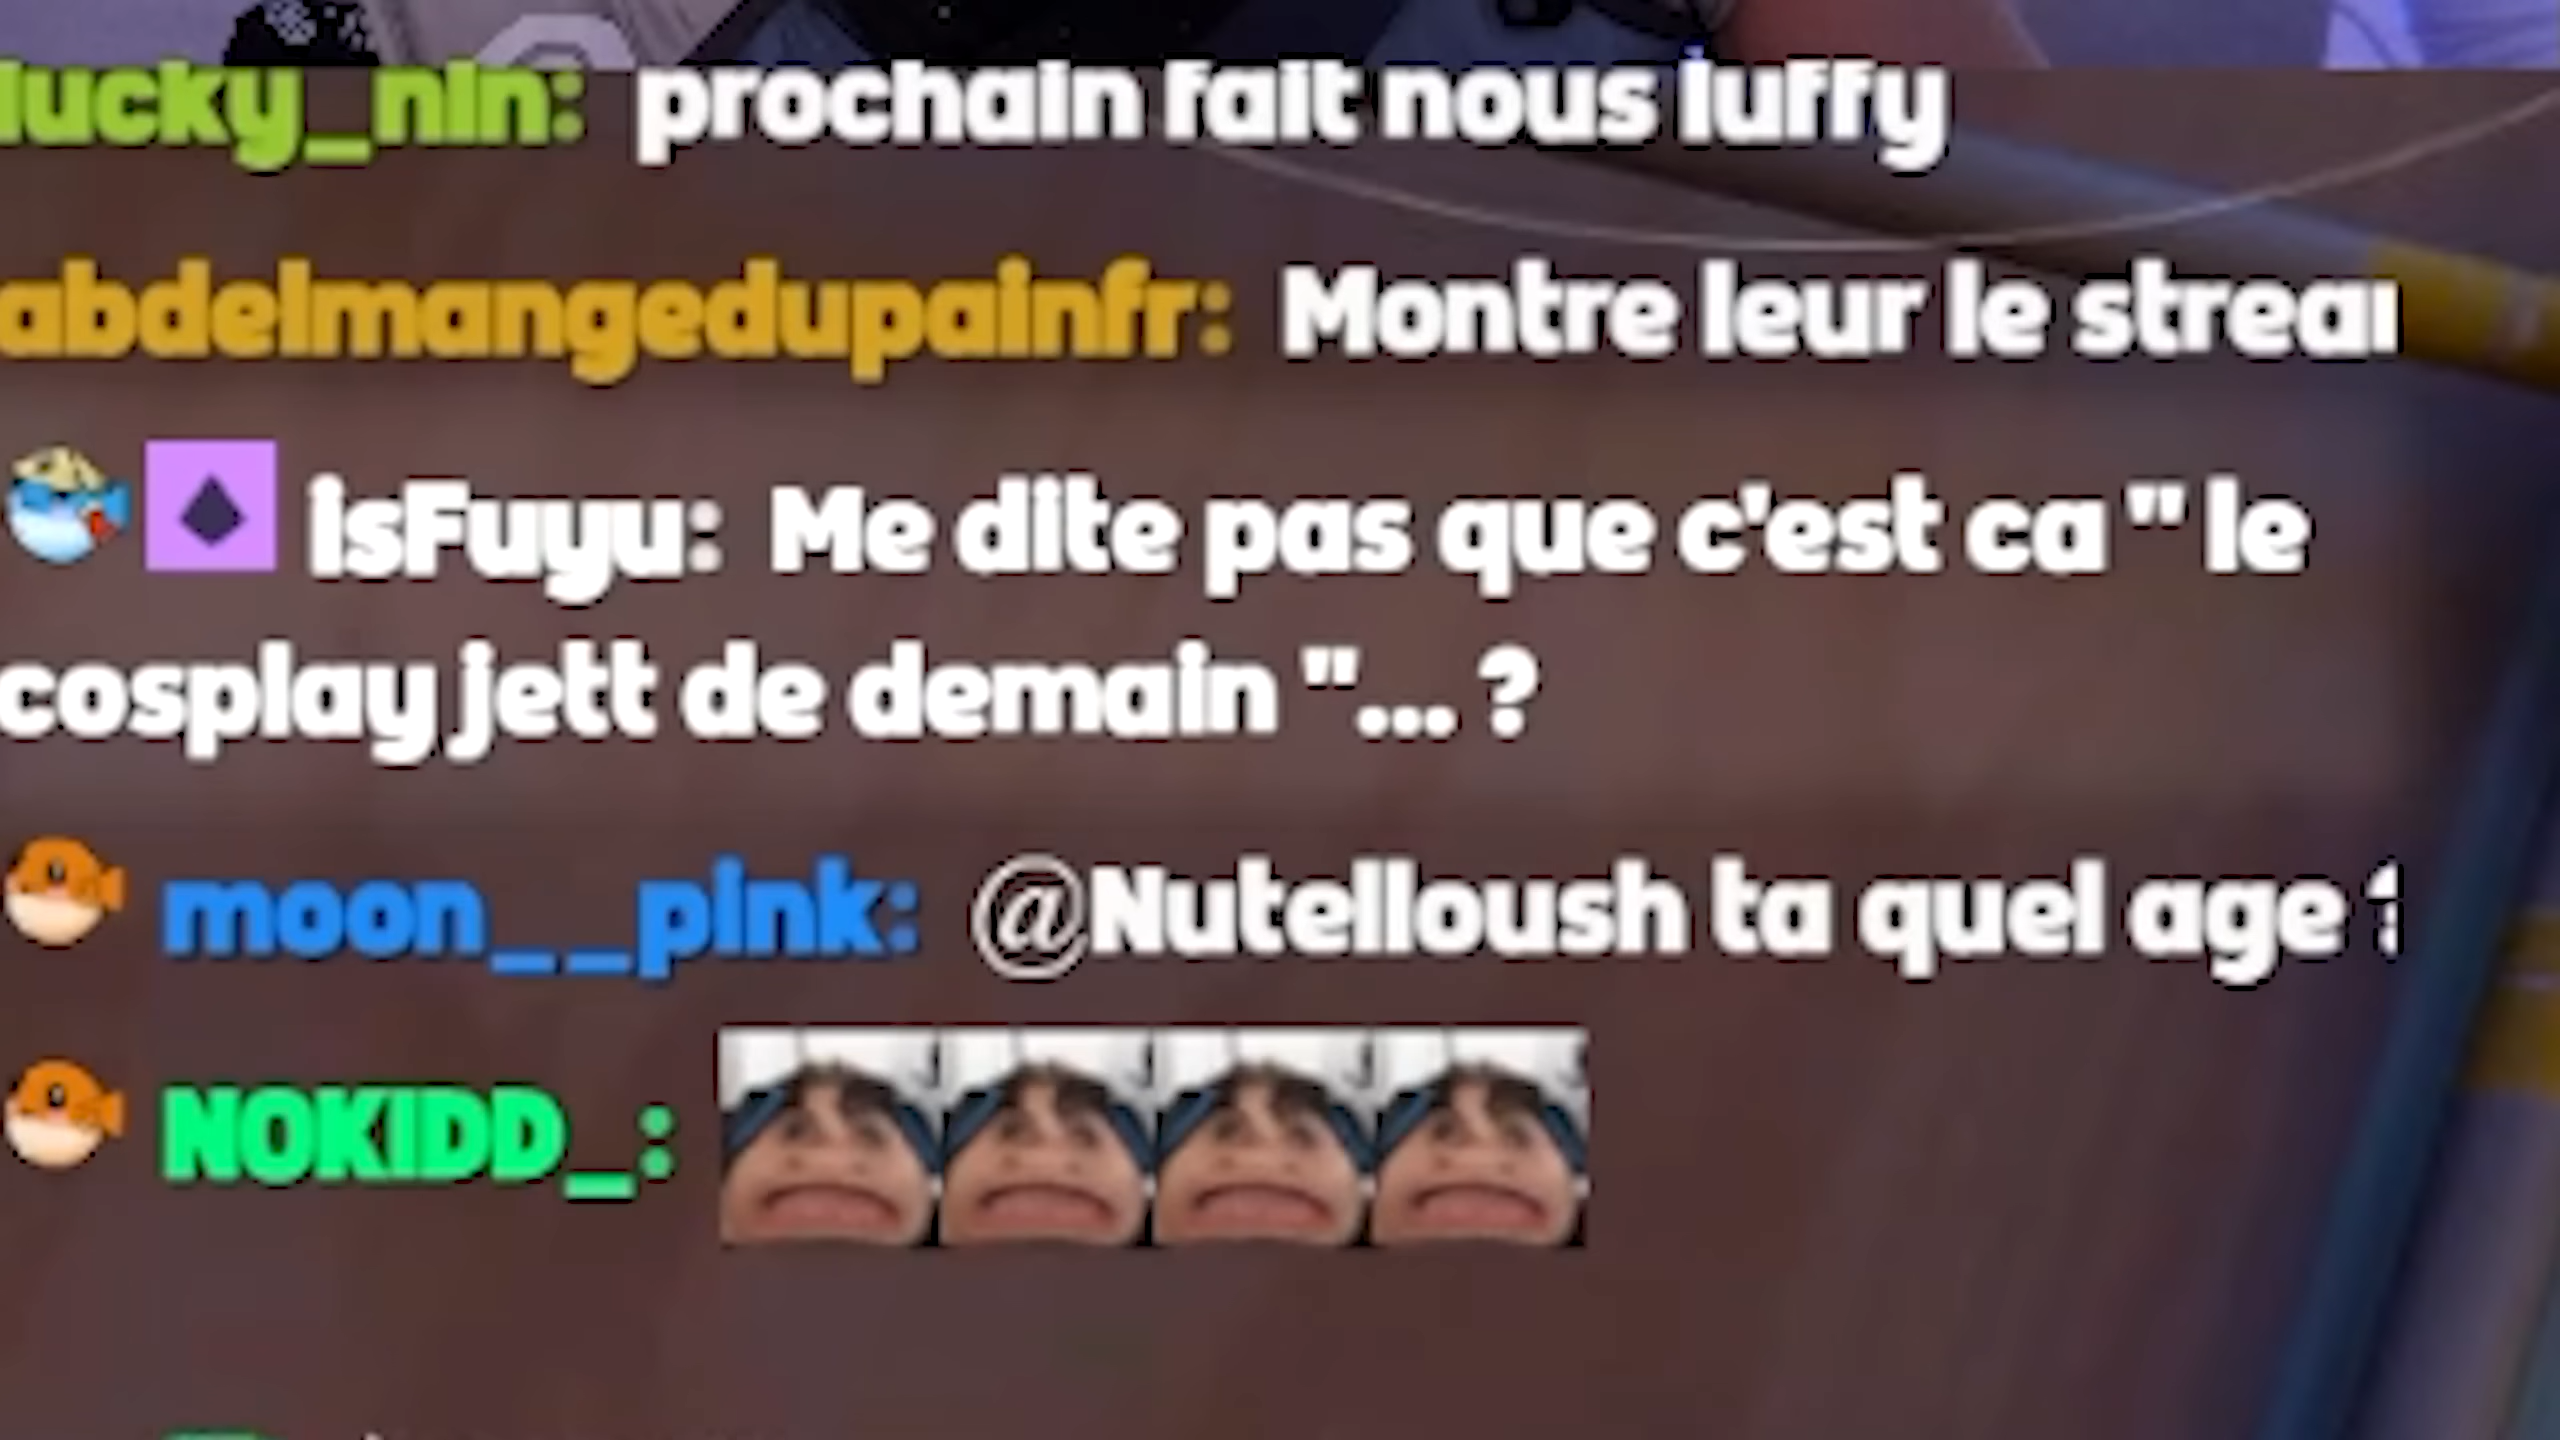 lucky_nin: prochain fait nous luffy
abdelmangedupainfr: Montre leur le
isFuyu: Me dite pas que c'est ca " le
cosplay jett de demain "... ?
moon__pink: @Nutelloush ta quel age ?
NOKIDD_: